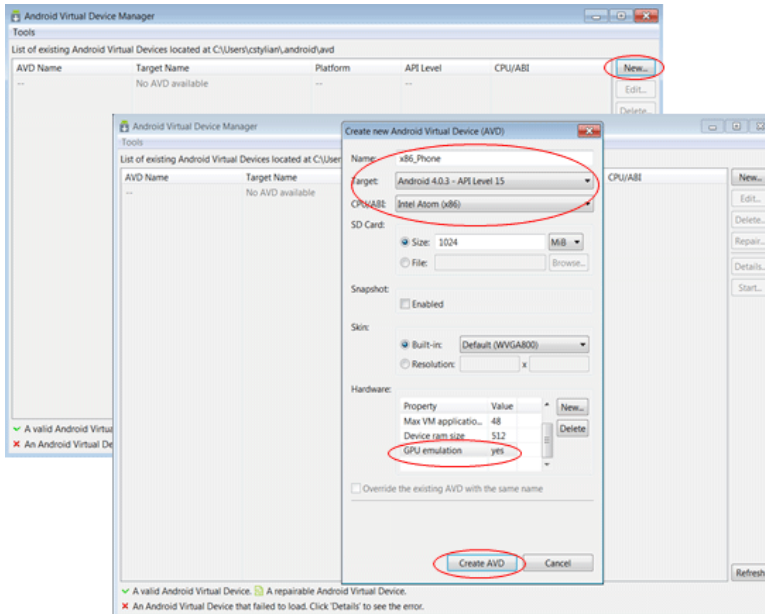 Android Virtual Device Manager
Tools
List of existing Android Virtual Devices located at C:\Users\cstylian\.android\avd
AVD Name Target Name Platform API Level CPU/ABI New...
-- No AVD available -- -- Edit...
Delete...
Android Virtual Device Manager
Tools
List of existing Android Virtual Devices located at C:\User
AVD Name Target Name CPU/ABI New...
-- No AVD available Edit...
Delete...
Repair...
Details...
Start...
Create new Android Virtual Device (AVD)
Name: x86_Phone
Target: Android 4.0.3 - API Level 15
CPU/ABI: Intel Atom (x86)
SD Card:
Size: 1024 MiB
File: Browse...
Snapshot:
Enabled
Skin:
Built-in: Default (WVGA800)
Resolution: x
Hardware:
Property Value New...
Max VM applicatio... 48 Delete
Device ram size 512
GPU emulation yes
Override the existing AVD with the same name
Create AVD Cancel
A valid Android Virtua
An Android Virtual De
Refresh
A valid Android Virtual Device. A repairable Android Virtual Device.
An Android Virtual Device that failed to load. Click 'Details' to see the error.